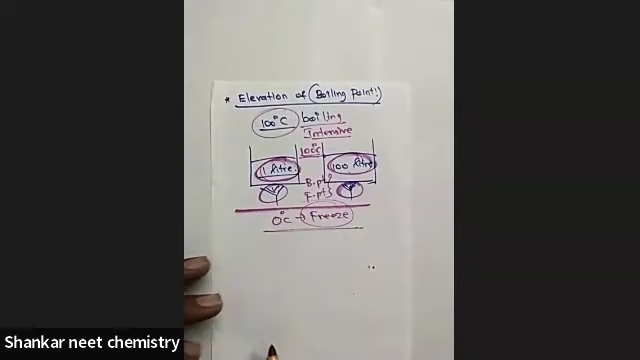 * Elevation of Boiling Point:
100°C boiling
Intensive
100°C
1 litre. 100 litre.
B.pt
F.pt
0°C → Freeze
Shankar neet chemistry